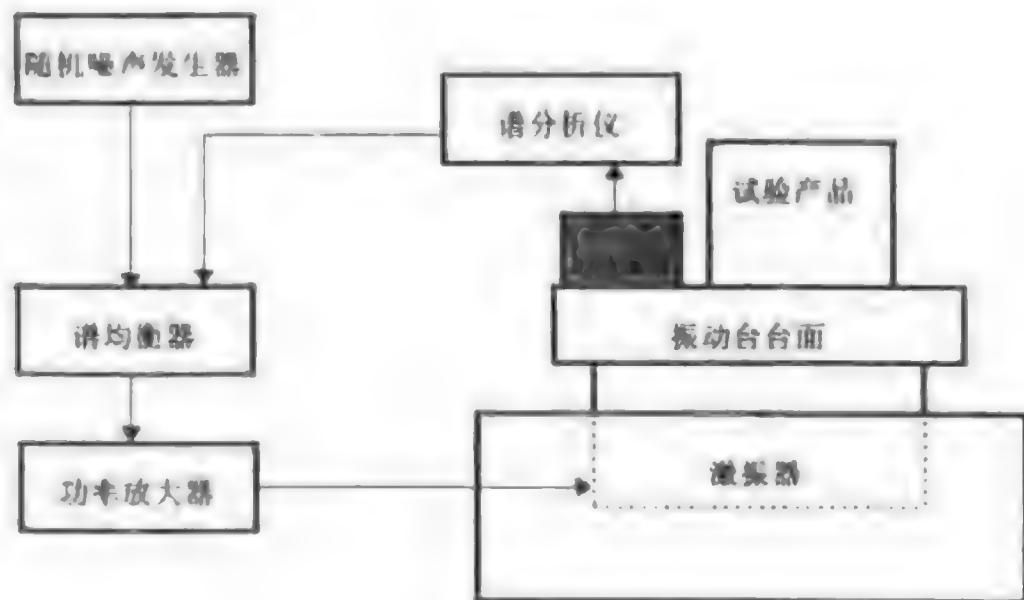 随机噪声发生器
谱分析仪
试验产品
谱均衡器
振动台台面
功率放大器
激振器